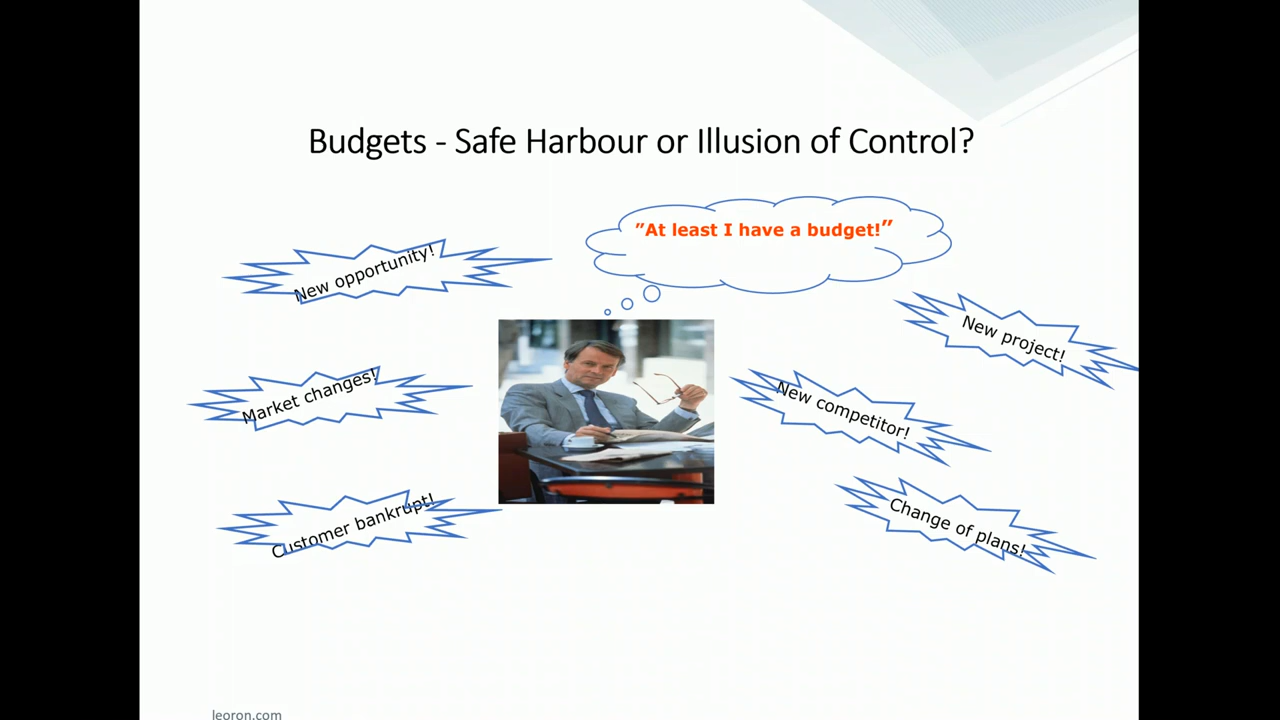 Budgets - Safe Harbour or Illusion of Control?
”At least I have a budget!”
New opportunity!
New project!
Market changes!
New competitor!
Customer bankrupt!
Change of plans!
leoron.com